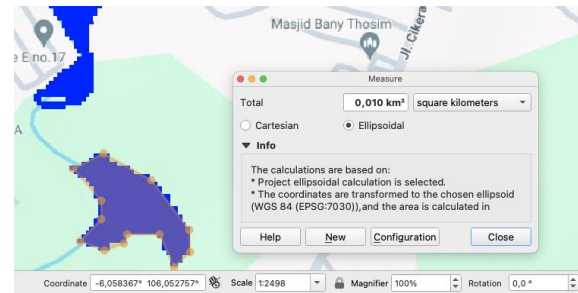 Masjid Bany Thosim
Jl. Cikera
e E no.17
A
Measure
Total 0,010 km² square kilometers
Cartesian Ellipsoidal
Info
The calculations are based on:
* Project ellipsoidal calculation is selected.
* The coordinates are transformed to the chosen ellipsoid
(WGS 84 (EPSG:7030)),and the area is calculated in
Help New Configuration Close
Coordinate -6,058367° 106,052757° Scale 1:2498 Magnifier 100% Rotation 0,0 °